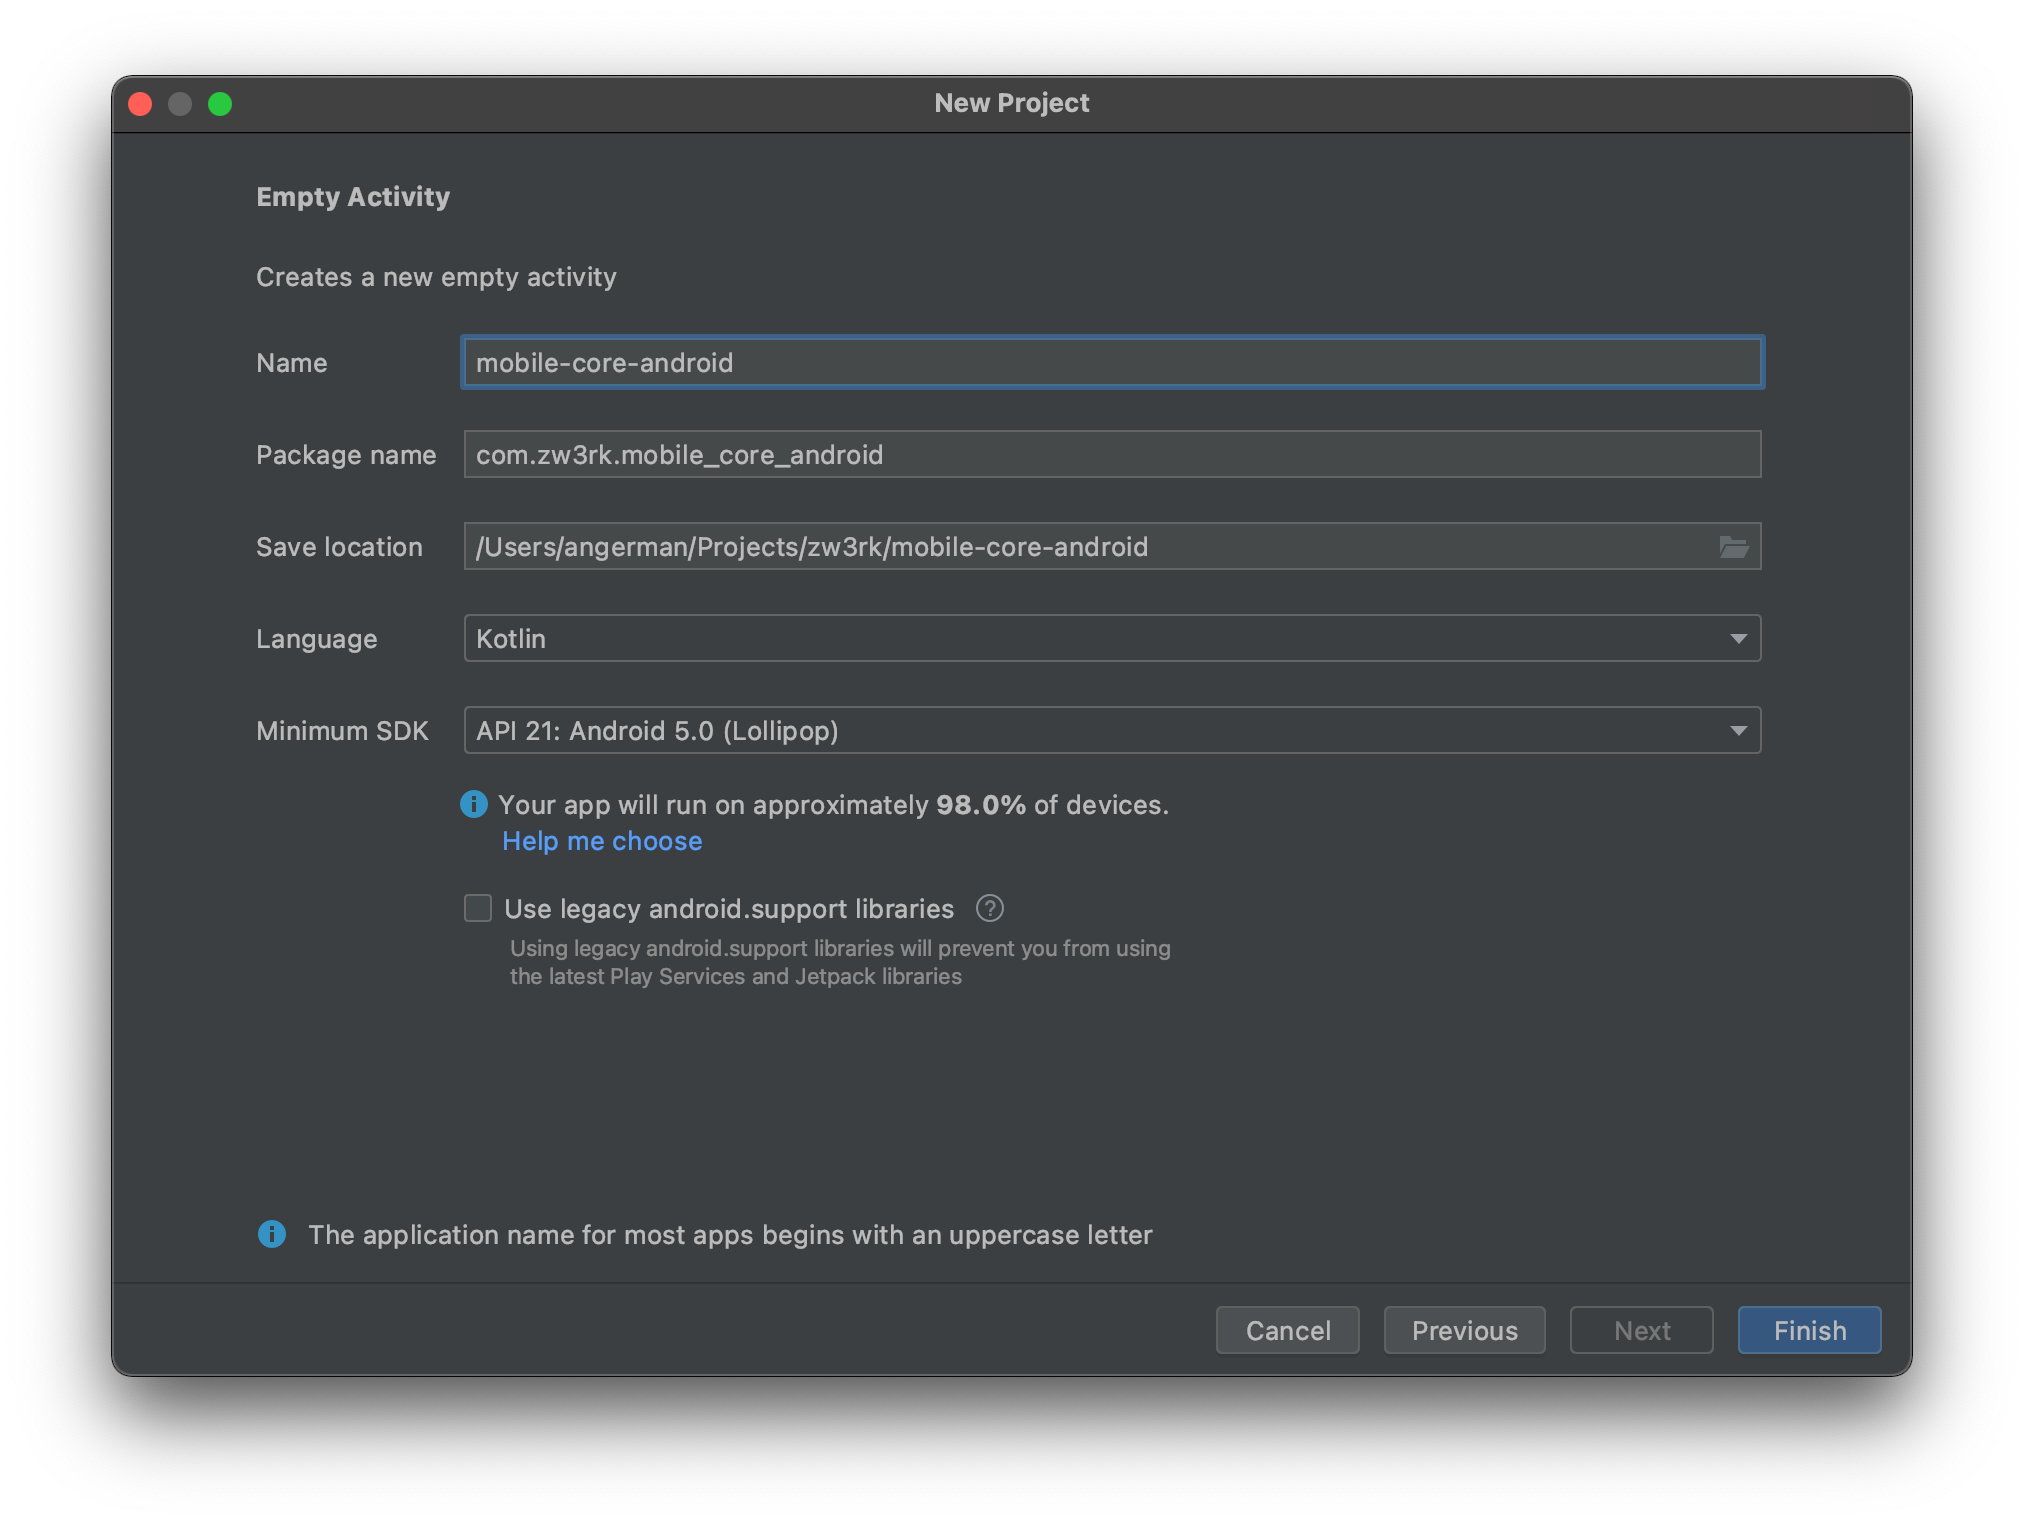 New Project
Empty Activity
Creates a new empty activity
Name
mobile-core-android
Package name
com.zw3rk.mobile_core_android
Save location
/Users/angerman/Projects/zw3rk/mobile-core-android
Language
Kotlin
Minimum SDK
API 21: Android 5.0 (Lollipop)
Your app will run on approximately 98.0% of devices.
Help me choose
Use legacy android.support libraries
Using legacy android.support libraries will prevent you from using
the latest Play Services and Jetpack libraries
The application name for most apps begins with an uppercase letter
Cancel
Previous
Next
Finish